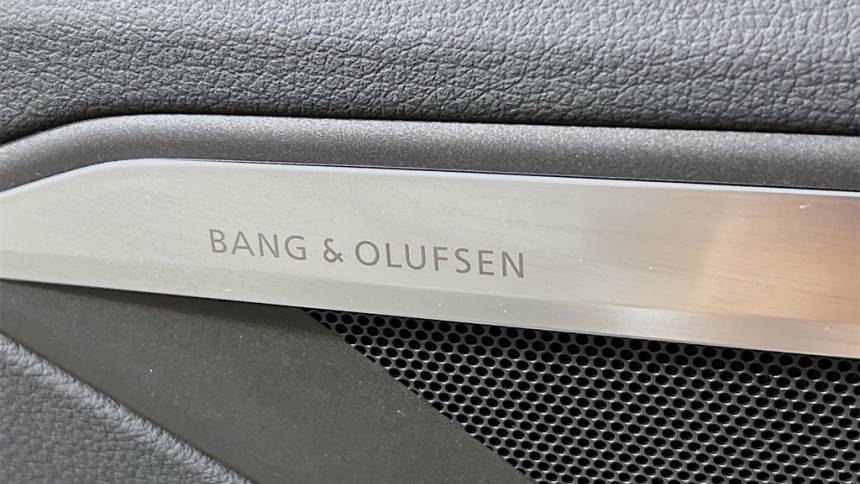 BANG & OLUFSEN